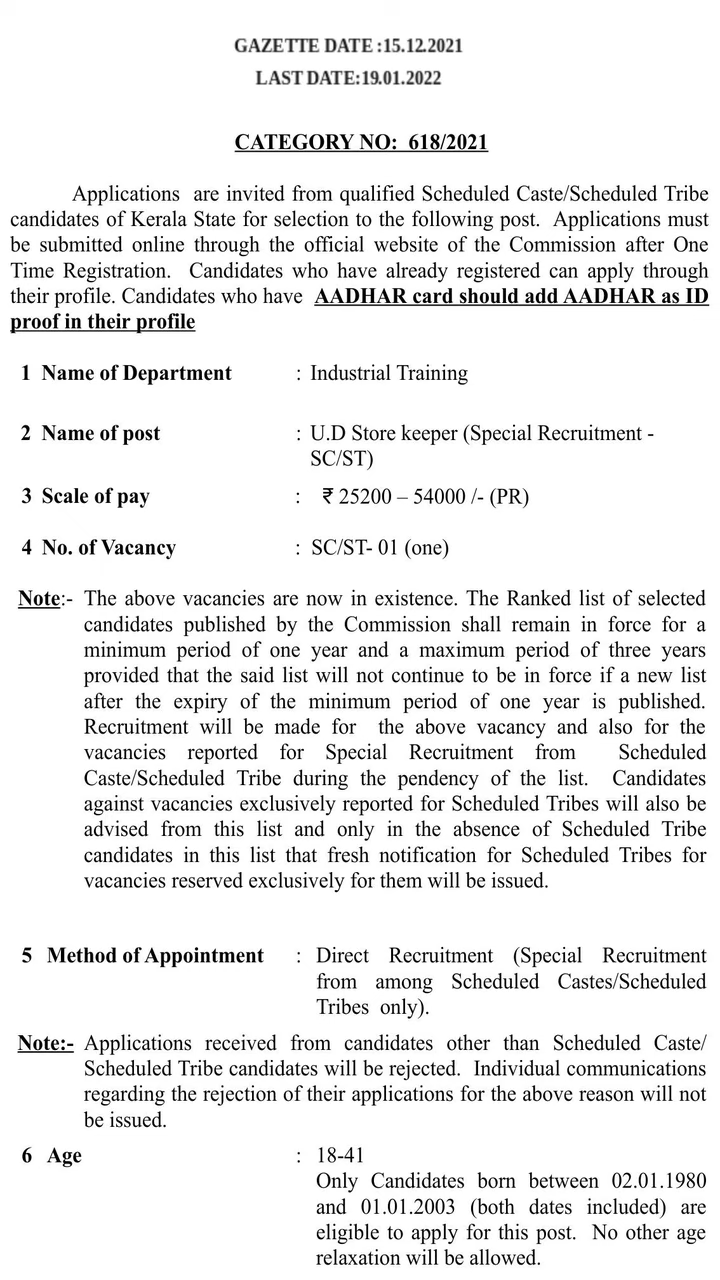 GAZETTE DATE :15.12.2021
LAST DATE:19.01.2022
CATEGORY NO: 618/2021
Applications are invited from qualified Scheduled Caste/Scheduled Tribe
candidates of Kerala State for selection to the following post. Applications must
be submitted online through the official website of the Commission after One
Time Registration. Candidates who have already registered can apply through
their profile. Candidates who have AADHAR card should add AADHAR as ID
proof in their profile
1 Name of Department : Industrial Training
2 Name of post : U.D Store keeper (Special Recruitment -
SC/ST)
3 Scale of pay : ₹ 25200 – 54000 /- (PR)
4 No. of Vacancy : SC/ST- 01 (one)
Note:- The above vacancies are now in existence. The Ranked list of selected
candidates published by the Commission shall remain in force for a
minimum period of one year and a maximum period of three years
provided that the said list will not continue to be in force if a new list
after the expiry of the minimum period of one year is published.
Recruitment will be made for the above vacancy and also for the
vacancies reported for Special Recruitment from Scheduled
Caste/Scheduled Tribe during the pendency of the list. Candidates
against vacancies exclusively reported for Scheduled Tribes will also be
advised from this list and only in the absence of Scheduled Tribe
candidates in this list that fresh notification for Scheduled Tribes for
vacancies reserved exclusively for them will be issued.
5 Method of Appointment : Direct Recruitment (Special Recruitment
from among Scheduled Castes/Scheduled
Tribes only).
Note:- Applications received from candidates other than Scheduled Caste/
Scheduled Tribe candidates will be rejected. Individual communications
regarding the rejection of their applications for the above reason will not
be issued.
6 Age : 18-41
Only Candidates born between 02.01.1980
and 01.01.2003 (both dates included) are
eligible to apply for this post. No other age
relaxation will be allowed.